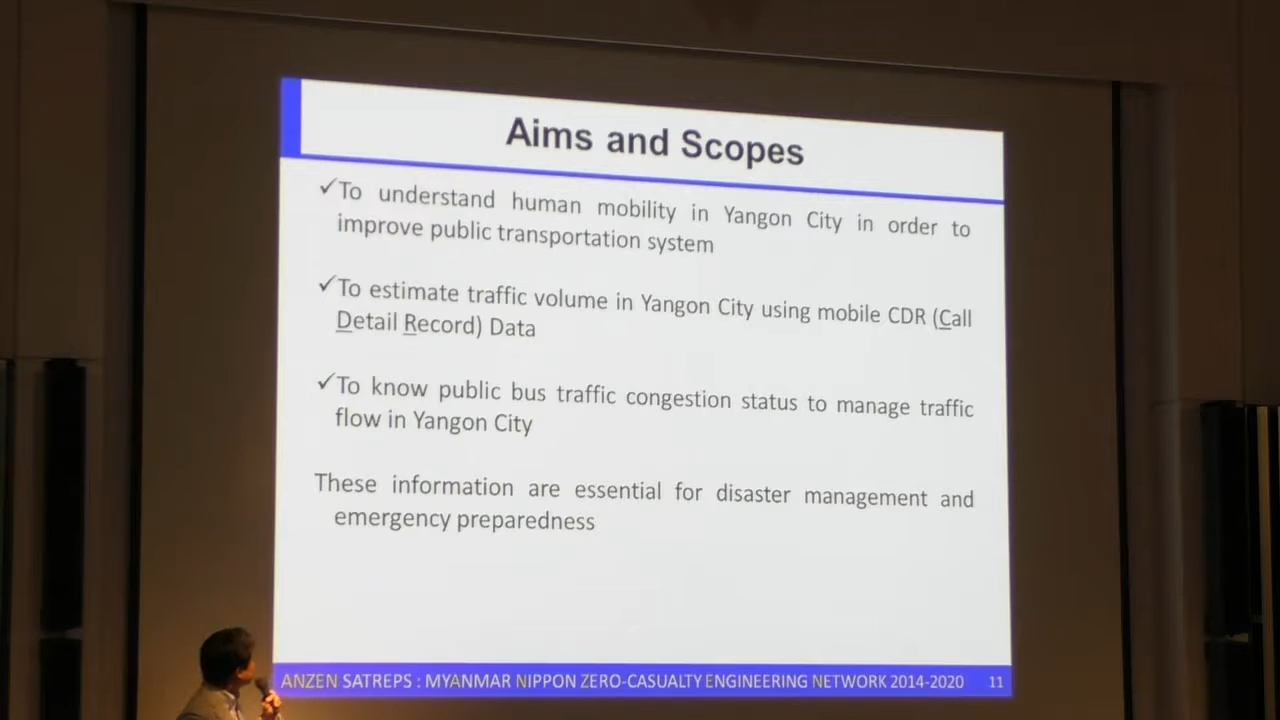 Aims and Scopes
✓To understand human mobility in Yangon City in order to
improve public transportation system
✓To estimate traffic volume in Yangon City using mobile CDR (Call
Detail Record) Data
✓To know public bus traffic congestion status to manage traffic
flow in Yangon City
These information are essential for disaster management and
emergency preparedness
ANZEN SATREPS : MYANMAR NIPPON ZERO-CASUALTY ENGINEERING NETWORK 2014-2020 11